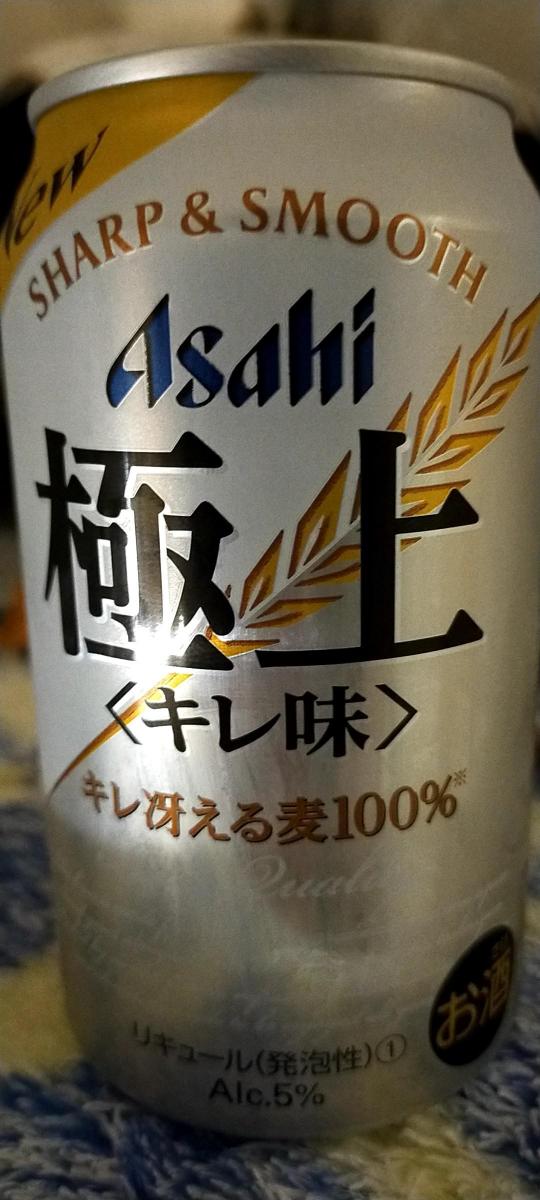 New
SHARP & SMOOTH
Asahi
極上
〈キレ味〉
キレ冴える麦100%※
Quality
お酒
リキュール(発泡性)①
Alc.5%